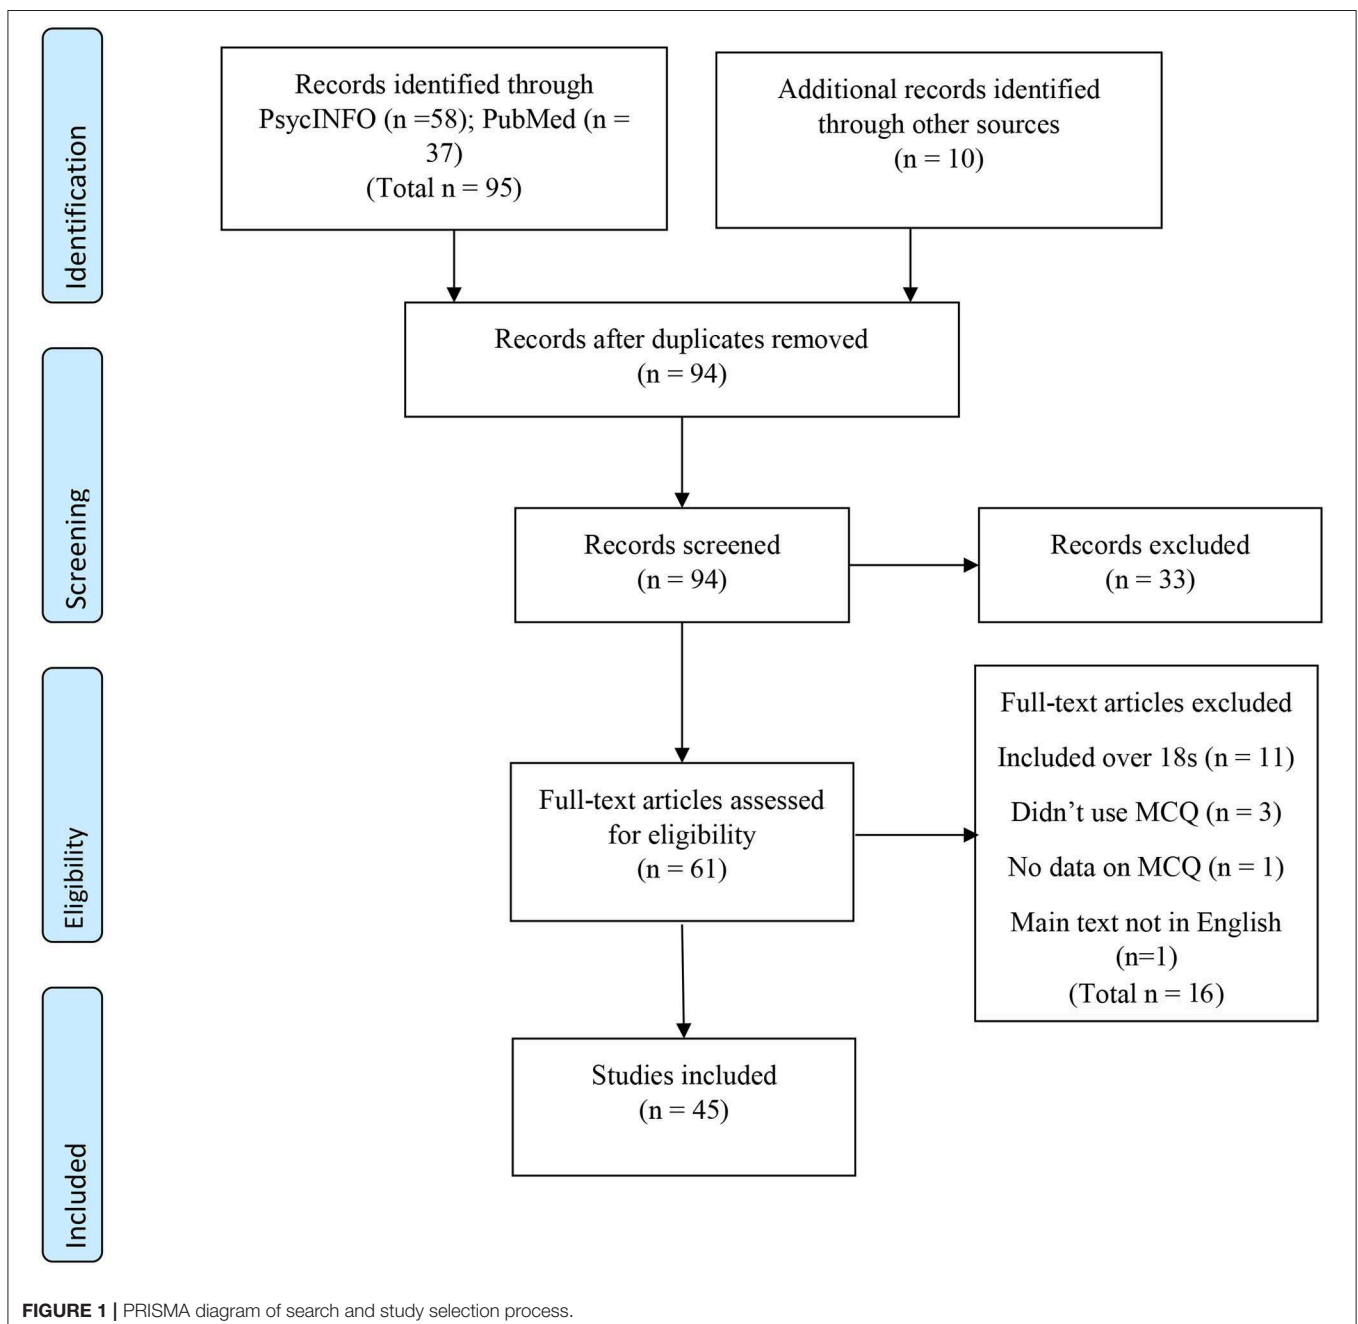 Identification
Records identified through
PsycINFO (n =58); PubMed (n =
37)
(Total n = 95)
Additional records identified
through other sources
(n = 10)
Records after duplicates removed
(n = 94)
Screening
Records screened
(n = 94)
Records excluded
(n = 33)
Eligibility
Full-text articles assessed
for eligibility
(n = 61)
Full-text articles excluded
Included over 18s (n = 11)
Didn’t use MCQ (n = 3)
No data on MCQ (n = 1)
Main text not in English
(n=1)
(Total n = 16)
Included
Studies included
(n = 45)
FIGURE 1 | PRISMA diagram of search and study selection process.